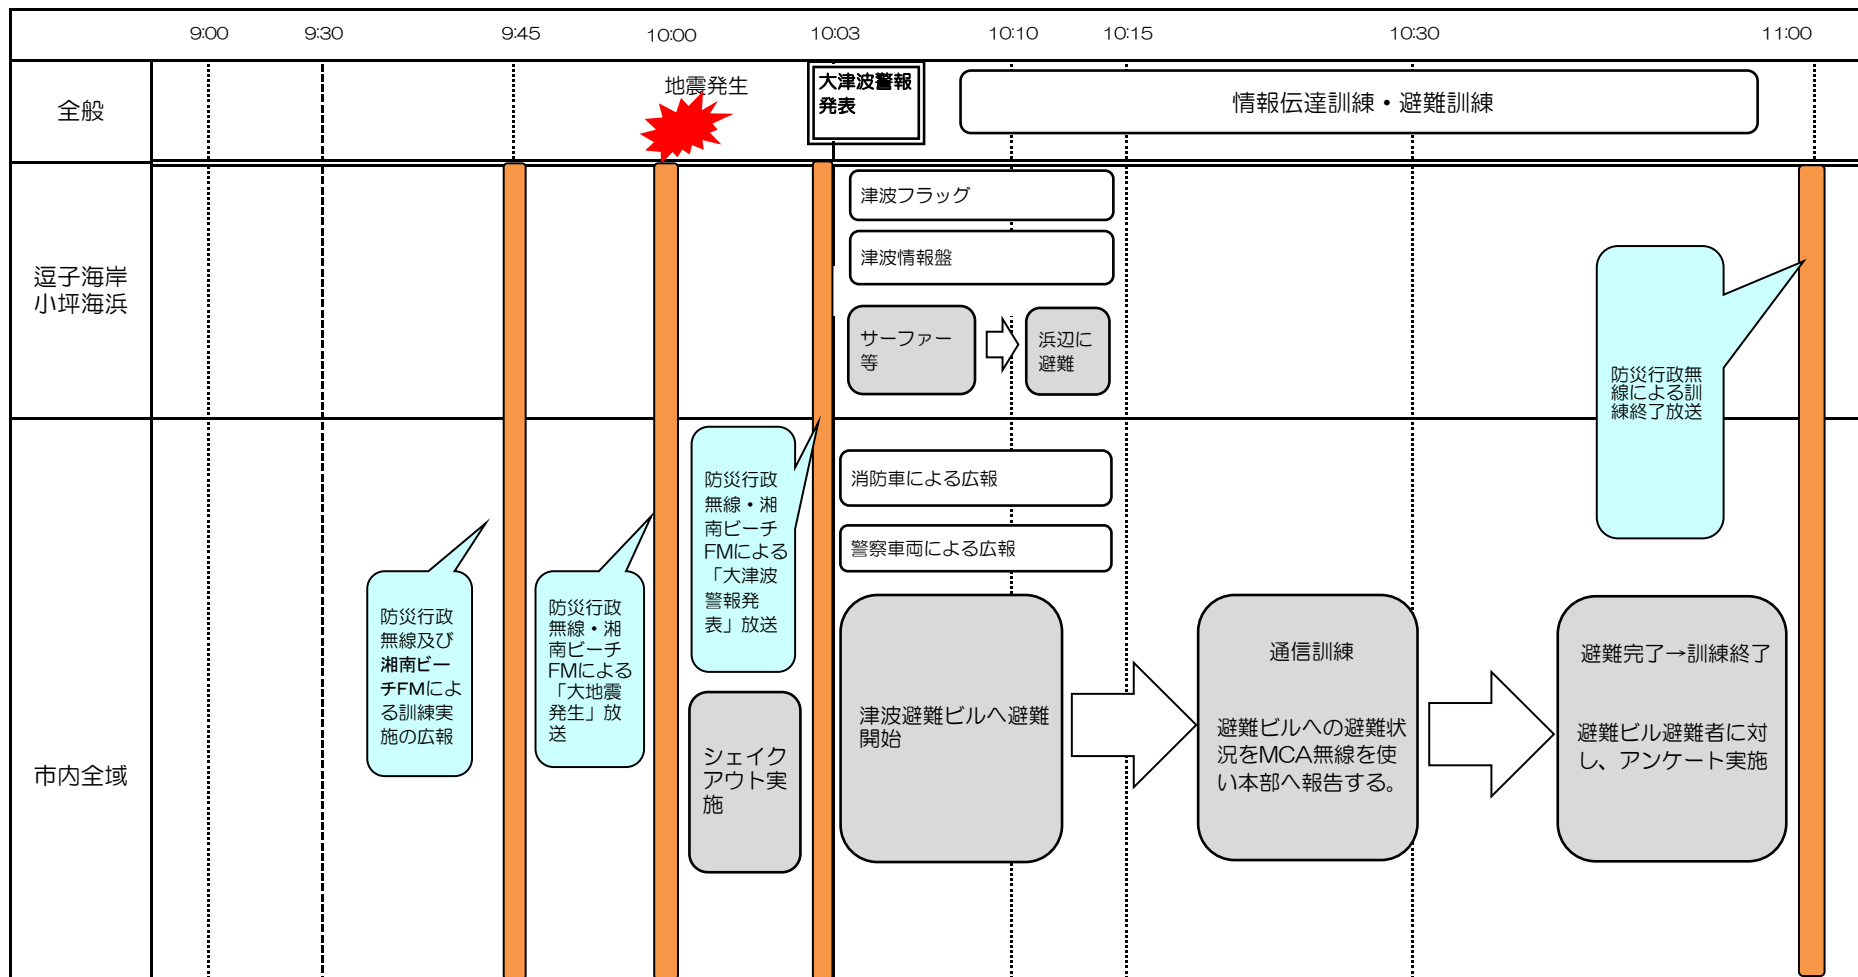 9:00 9:30 9:45 10:00 10:03 10:10 10:15 10:30 11:00
全般
地震発生
大津波警報
発表
情報伝達訓練・避難訓練
逗子海岸
小坪海浜
津波フラッグ
津波情報盤
サーファー
等
浜辺に
避難
防災行政無
線による訓
練終了放送
市内全域
防災行政
無線及び
湘南ビー
チFMによ
る訓練実
施の広報
防災行政
無線・湘
南ビーチ
FMによる
「大地震
発生」放
送
防災行政
無線・湘
南ビーチ
FMによる
「大津波
警報発
表」放送
シェイク
アウト実
施
消防車による広報
警察車両による広報
津波避難ビルへ避難
開始
通信訓練
避難ビルへの避難状
況をMCA無線を使
い本部へ報告する。
避難完了→訓練終了
避難ビル避難者に対
し、アンケート実施